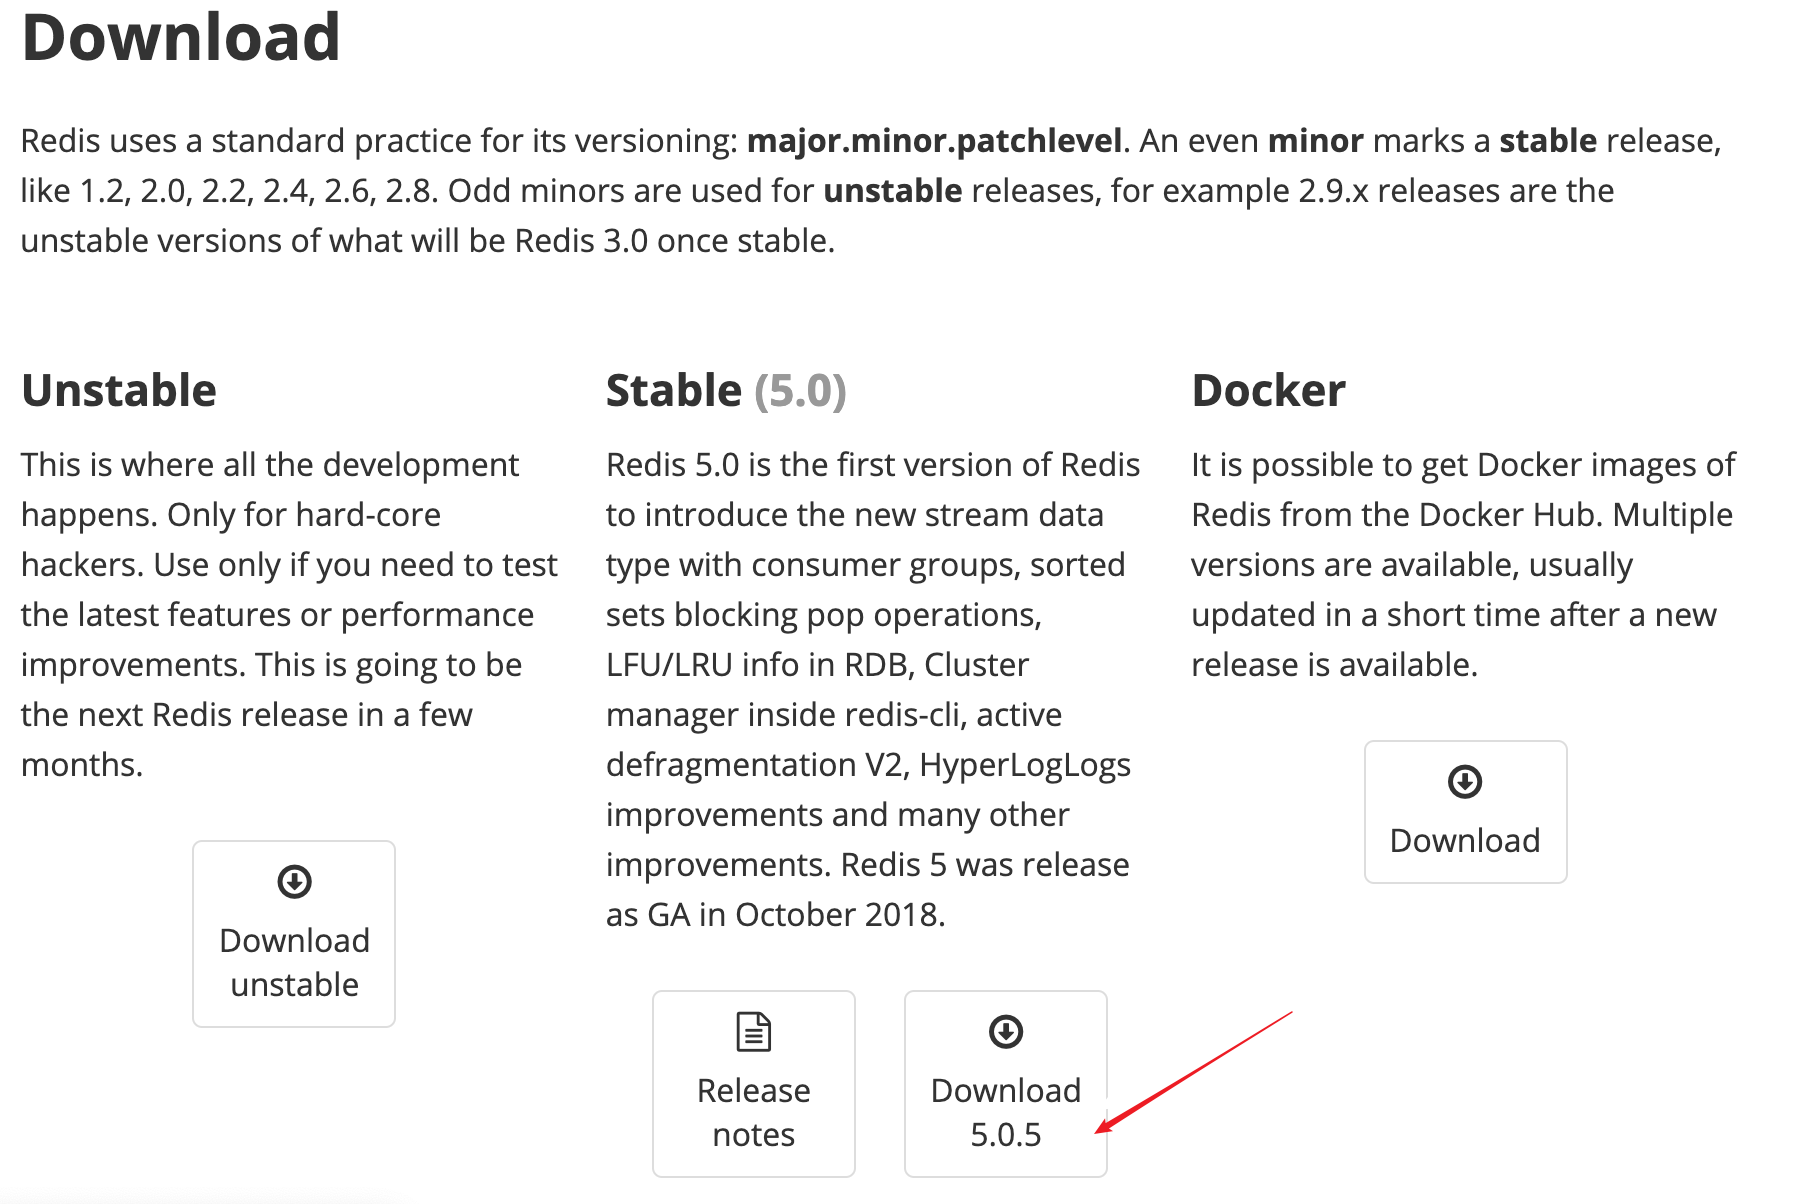 Download
Redis uses a standard practice for its versioning: major.minor.patchlevel. An even minor marks a stable release,
like 1.2, 2.0, 2.2, 2.4, 2.6, 2.8. Odd minors are used for unstable releases, for example 2.9.x releases are the
unstable versions of what will be Redis 3.0 once stable.
Unstable
This is where all the development
happens. Only for hard-core
hackers. Use only if you need to test
the latest features or performance
improvements. This is going to be
the next Redis release in a few
months.
Download
unstable
Stable (5.0)
Redis 5.0 is the first version of Redis
to introduce the new stream data
type with consumer groups, sorted
sets blocking pop operations,
LFU/LRU info in RDB, Cluster
manager inside redis-cli, active
defragmentation V2, HyperLogLogs
improvements and many other
improvements. Redis 5 was release
as GA in October 2018.
Release
notes
Download
5.0.5
Docker
It is possible to get Docker images of
Redis from the Docker Hub. Multiple
versions are available, usually
updated in a short time after a new
release is available.
Download